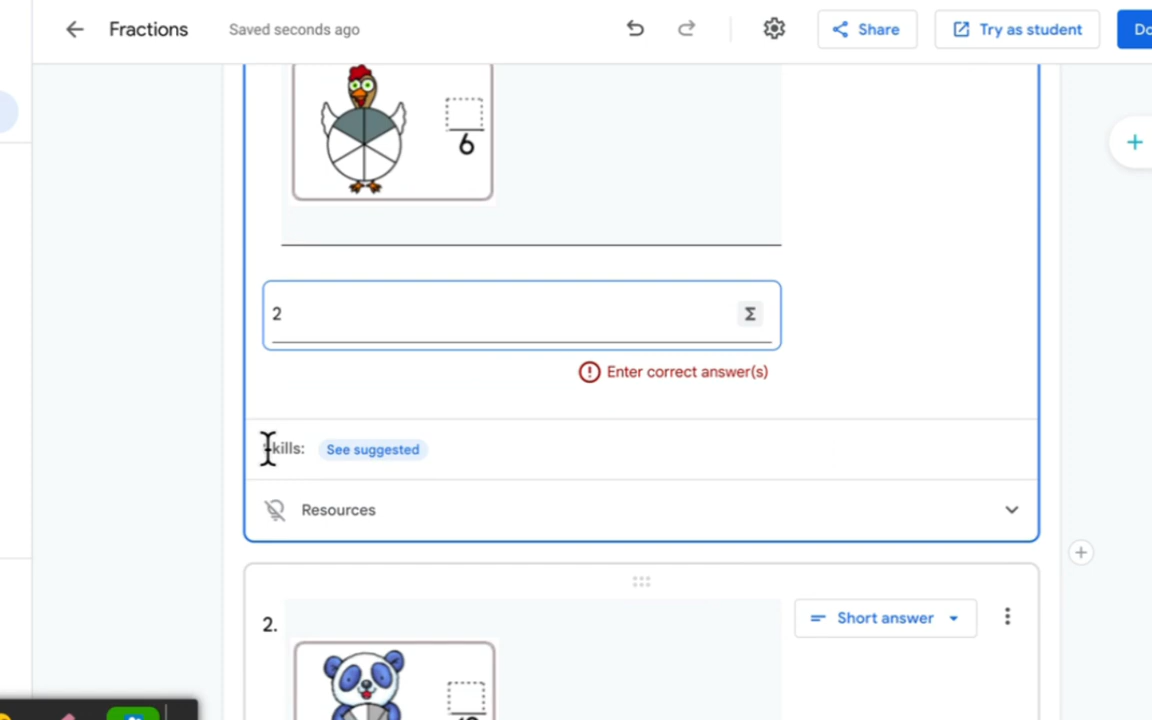 Fractions Saved seconds ago Share Try as student
6
2 Σ
Enter correct answer(s)
kills: See suggested
Resources
2. Short answer